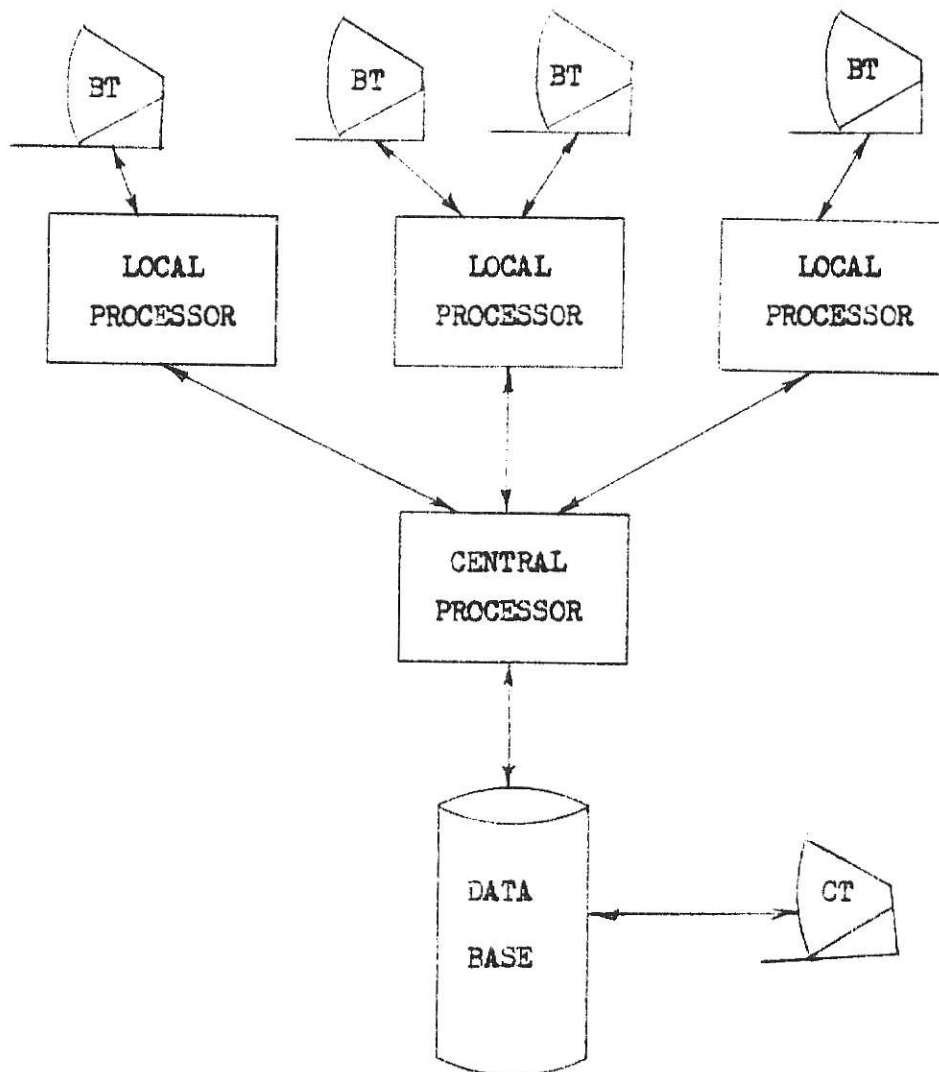 BT
BT
BT
BT
LOCAL
PROCESSOR
LOCAL
PROCESSOR
LOCAL
PROCESSOR
CENTRAL
PROCESSOR
DATA
BASE
CT